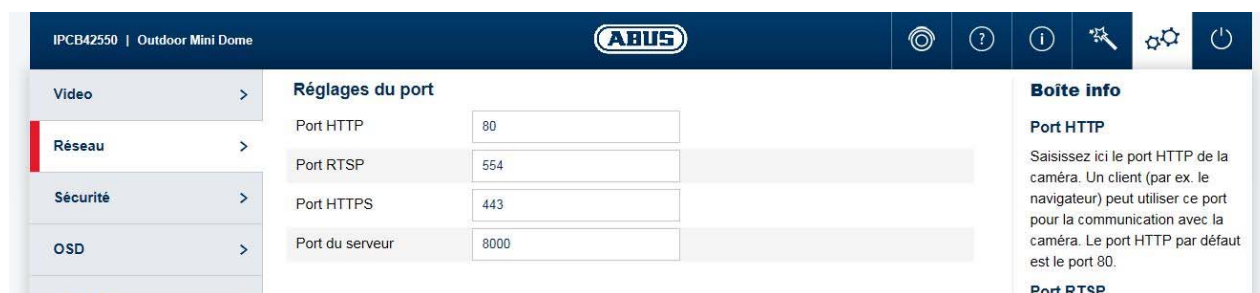 IPCB42550 | Outdoor Mini Dome
ABUS
?
i
Video >
Réseau >
Sécurité >
OSD >
Réglages du port
Port HTTP 80
Port RTSP 554
Port HTTPS 443
Port du serveur 8000
Boîte info
Port HTTP
Saisissez ici le port HTTP de la
caméra. Un client (par ex. le
navigateur) peut utiliser ce port
pour la communication avec la
caméra. Le port HTTP par défaut
est le port 80.
Port RTSP